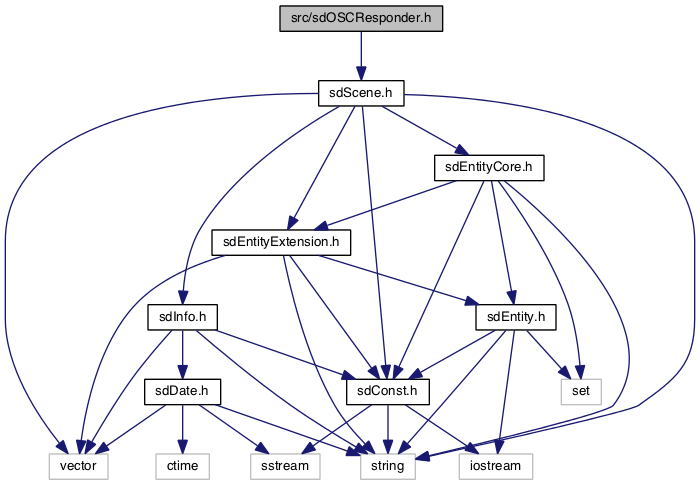 src/sdOSCResponder.h
sdScene.h
sdEntityCore.h
sdEntityExtension.h
sdInfo.h
sdEntity.h
sdDate.h
sdConst.h
set
vector
ctime
sstream
string
iostream